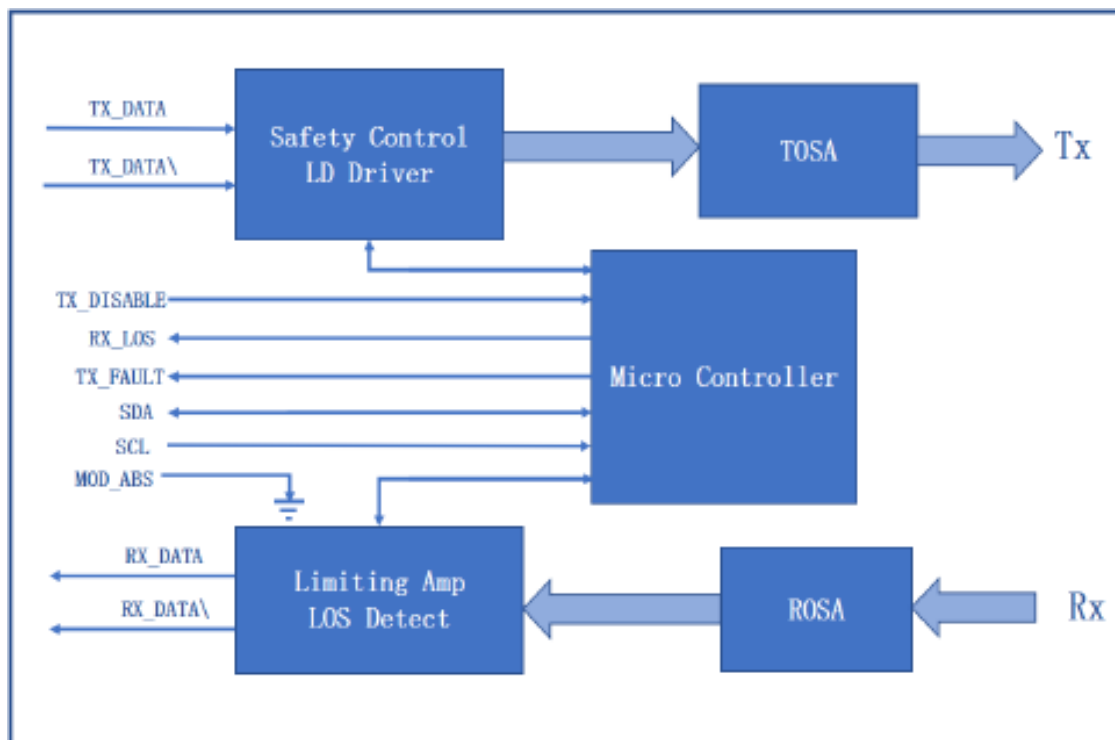 TX_DATA
TX_DATA\
Safety Control
LD Driver
TOSA
Tx
TX_DISABLE
RX_LOS
TX_FAULT
SDA
SCL
MOD_ABS
Micro Controller
RX_DATA
RX_DATA\
Limiting Amp
LOS Detect
ROSA
Rx